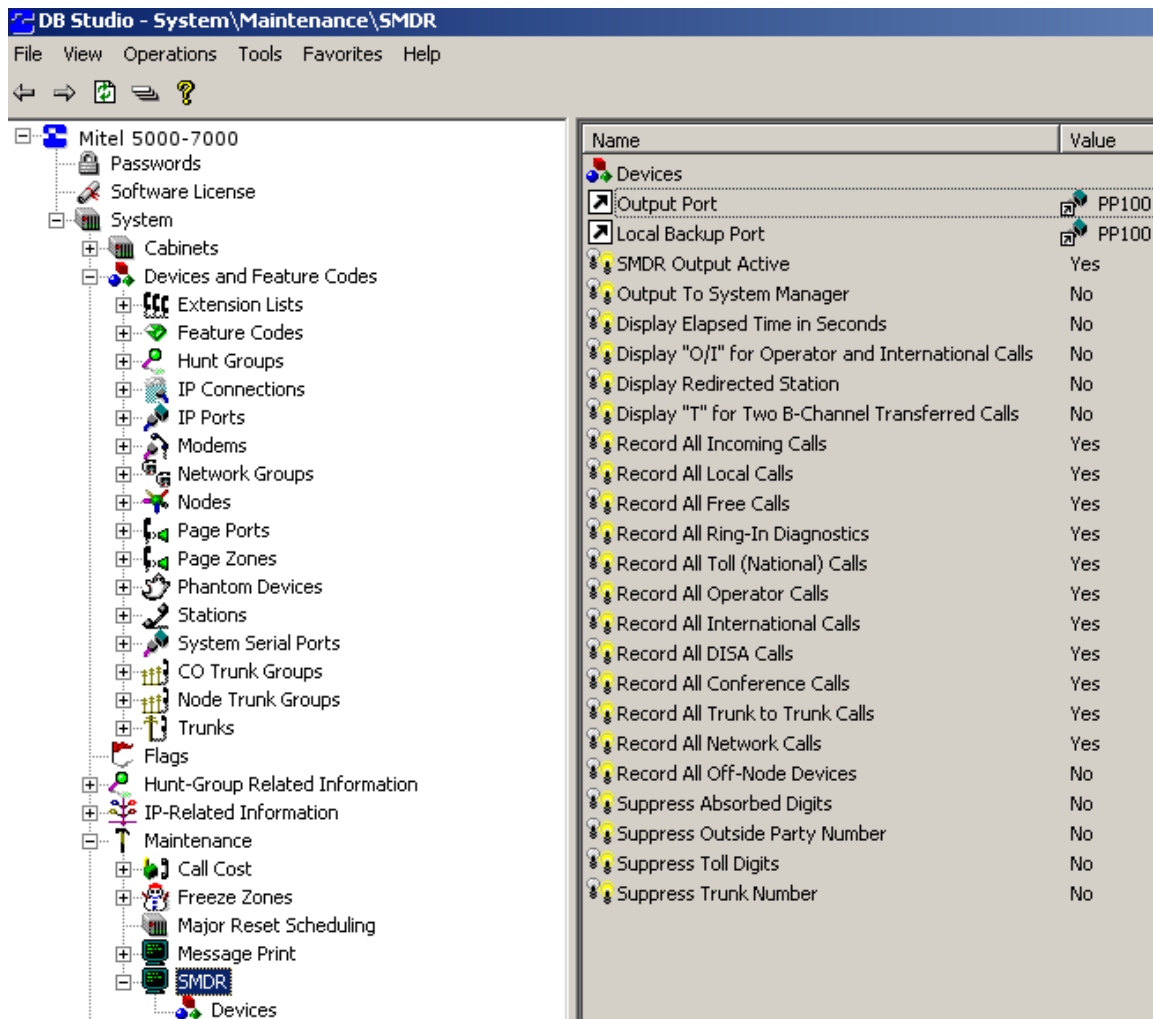 DB Studio - System\Maintenance\SMDR
File View Operations Tools Favorites Help
Mitel 5000-7000
Passwords
Software License
System
Cabinets
Devices and Feature Codes
Extension Lists
Feature Codes
Hunt Groups
IP Connections
IP Ports
Modems
Network Groups
Nodes
Page Ports
Page Zones
Phantom Devices
Stations
System Serial Ports
CO Trunk Groups
Node Trunk Groups
Trunks
Flags
Hunt-Group Related Information
IP-Related Information
Maintenance
Call Cost
Freeze Zones
Major Reset Scheduling
Message Print
SMDR
Devices
Name Value
Devices
Output Port PP100
Local Backup Port PP100
SMDR Output Active Yes
Output To System Manager No
Display Elapsed Time in Seconds No
Display "O/I" for Operator and International Calls No
Display Redirected Station No
Display "T" for Two B-Channel Transferred Calls No
Record All Incoming Calls Yes
Record All Local Calls Yes
Record All Free Calls Yes
Record All Ring-In Diagnostics Yes
Record All Toll (National) Calls Yes
Record All Operator Calls Yes
Record All International Calls Yes
Record All DISA Calls Yes
Record All Conference Calls Yes
Record All Trunk to Trunk Calls Yes
Record All Network Calls Yes
Record All Off-Node Devices No
Suppress Absorbed Digits No
Suppress Outside Party Number No
Suppress Toll Digits No
Suppress Trunk Number No